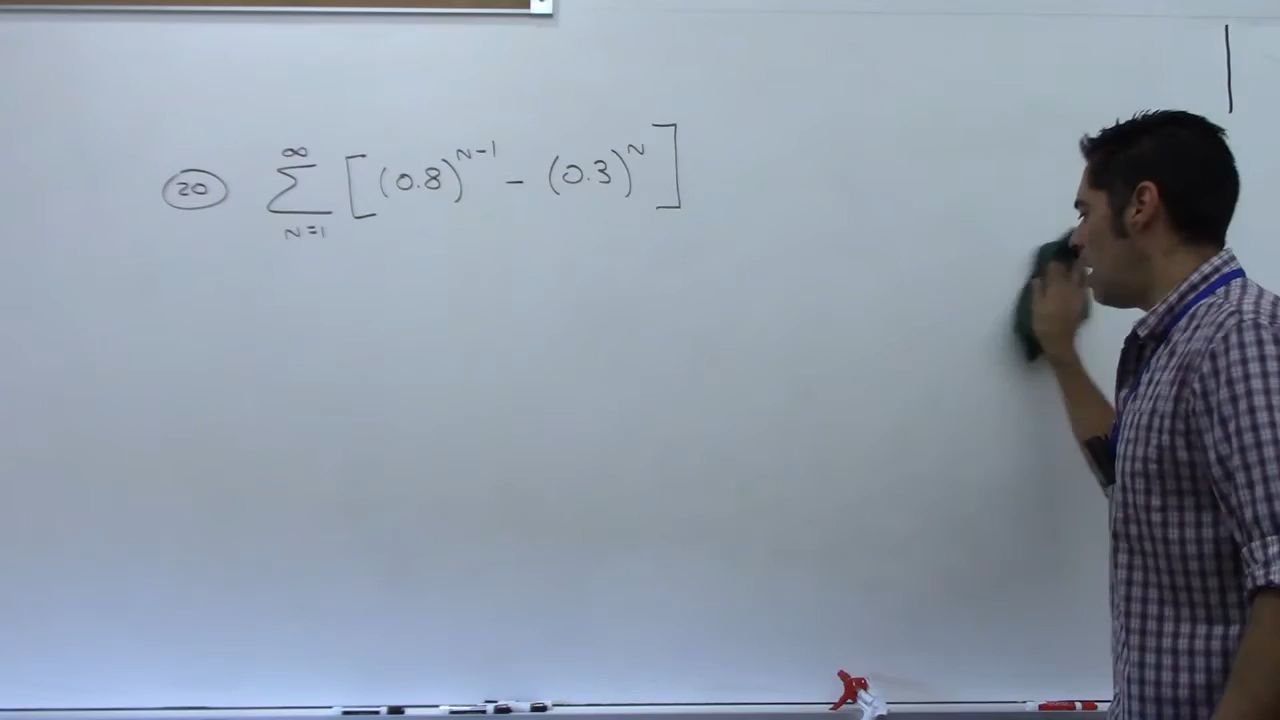 20 ∞∑N=1 [(0.8)^(N-1) - (0.3)^N]